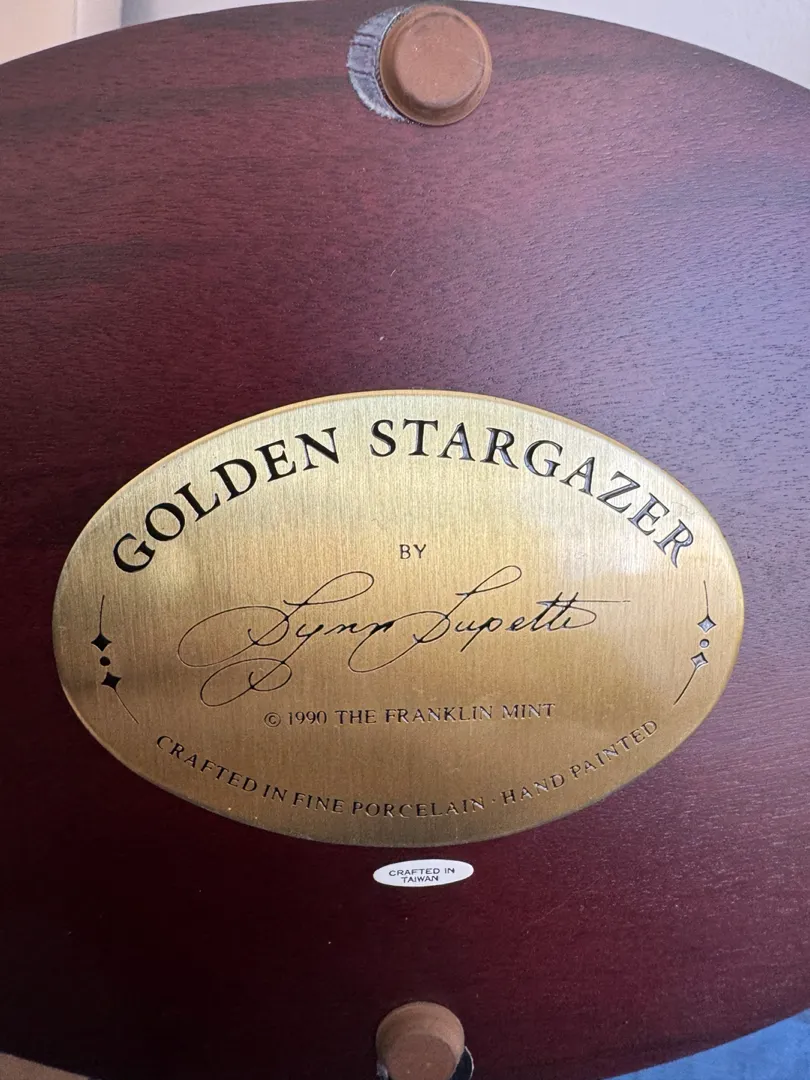 GOLDEN STARGAZER
BY
Lynn Lupetti
© 1990 THE FRANKLIN MINT
CRAFTED IN FINE PORCELAIN · HAND PAINTED
CRAFTED IN
TAIWAN